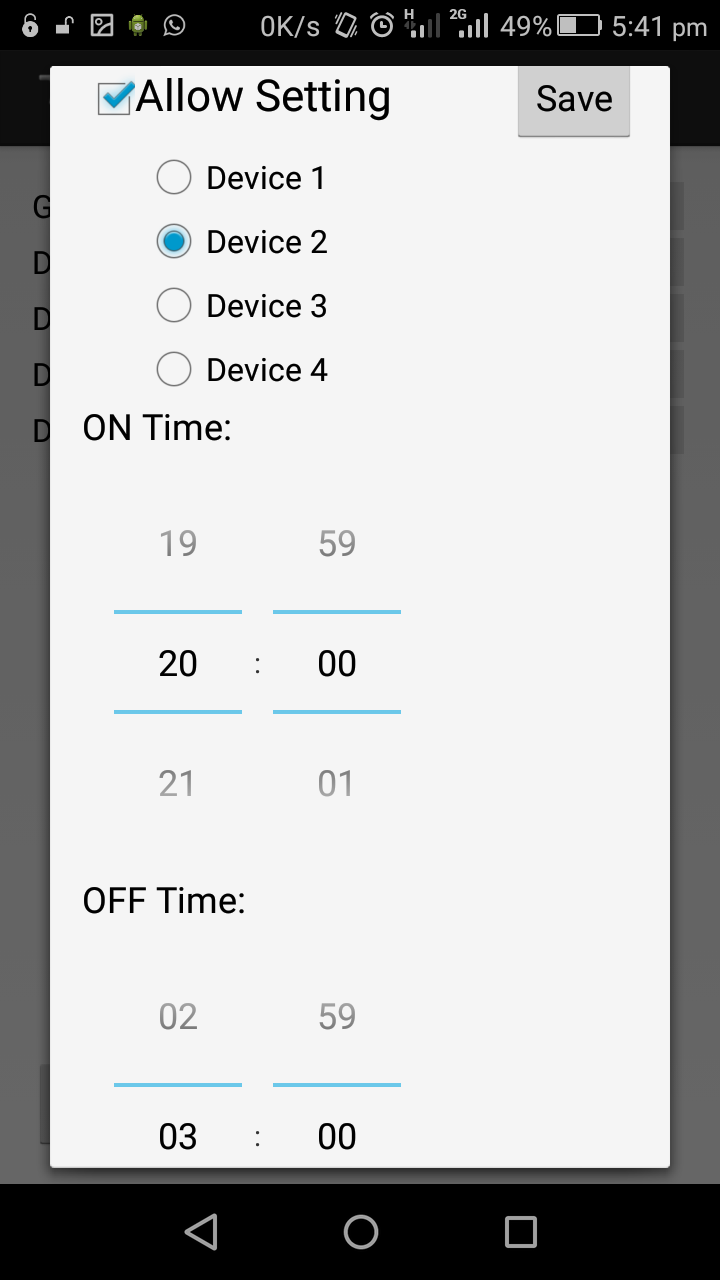 0K/s H 2G 49% 5:41 pm
Allow Setting Save
Device 1
Device 2
Device 3
Device 4
ON Time:
19 59
20 : 00
21 01
OFF Time:
02 59
03 : 00
G
D
D
D
D